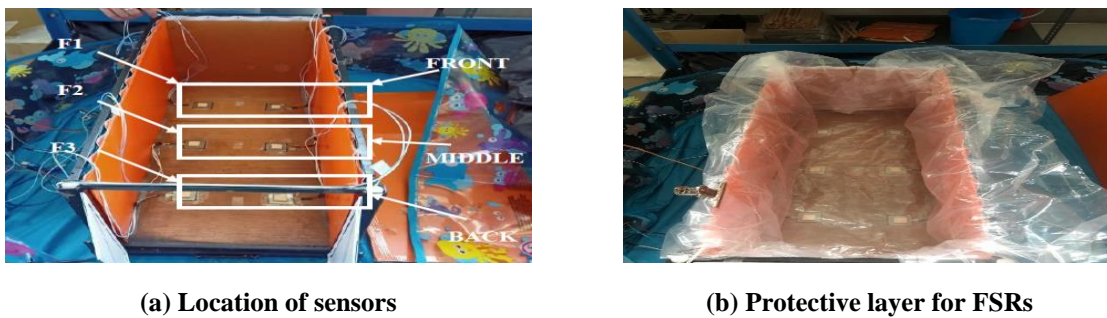 F1
FRONT
F2
MIDDLE
F3
BACK
(a) Location of sensors
(b) Protective layer for FSRs